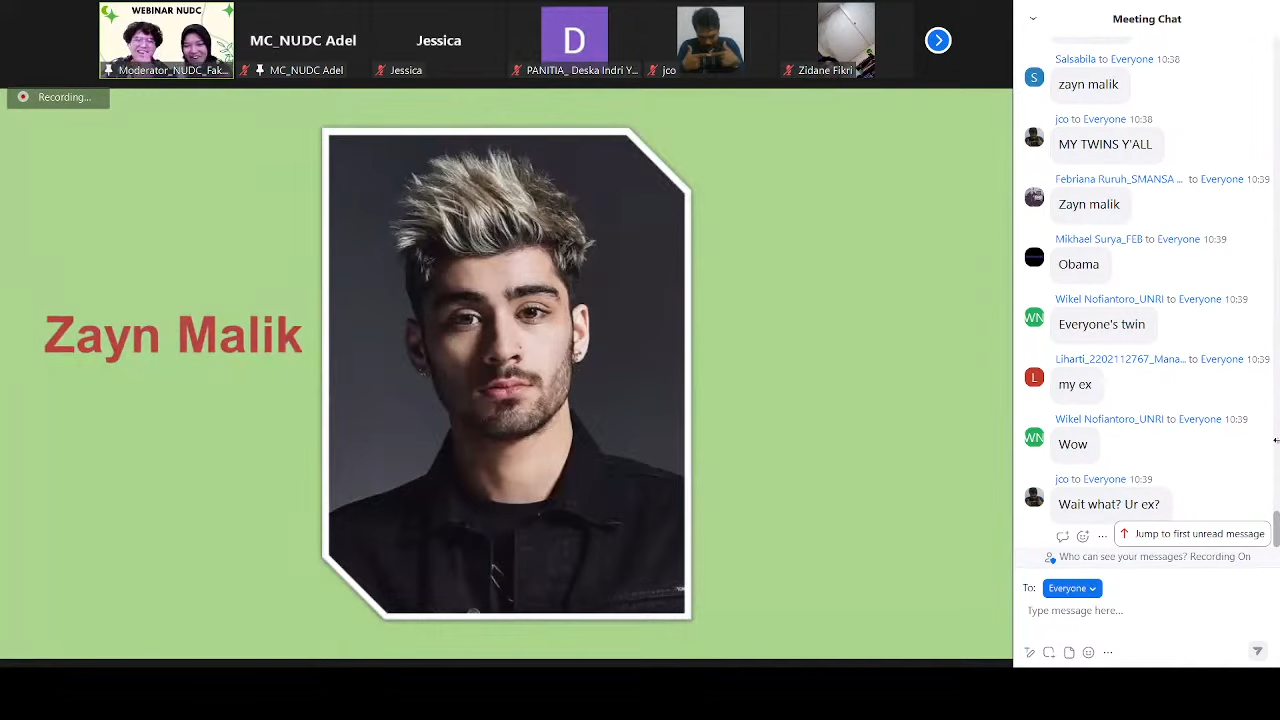 WEBINAR NUDC
Moderator_NUDC_Fak...
MC_NUDC Adel
MC_NUDC Adel
Jessica
Jessica
D
PANITIA_ Deska Indri Y...
jco
Zidane Fikri
Recording...
Zayn Malik
Meeting Chat
Salsabila to Everyone 10:38
S
zayn malik
jco to Everyone 10:38
MY TWINS Y'ALL
Febriana Ruruh_SMANSA ... to Everyone 10:39
Zayn malik
Mikhael Surya_FEB to Everyone 10:39
Obama
Wikel Nofiantoro_UNRI to Everyone 10:39
WN
Everyone's twin
Liharti_2202112767_Mana... to Everyone 10:39
L
my ex
Wikel Nofiantoro_UNRI to Everyone 10:39
WN
Wow
jco to Everyone 10:39
Wait what? Ur ex?
Jump to first unread message
Who can see your messages? Recording On
To: Everyone
Type message here...